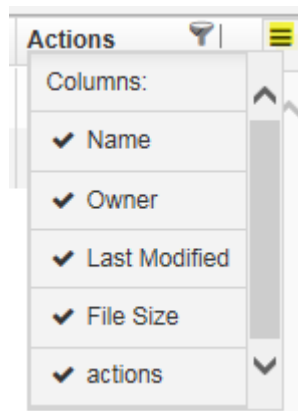 Actions
Columns:
Name
Owner
Last Modified
File Size
actions